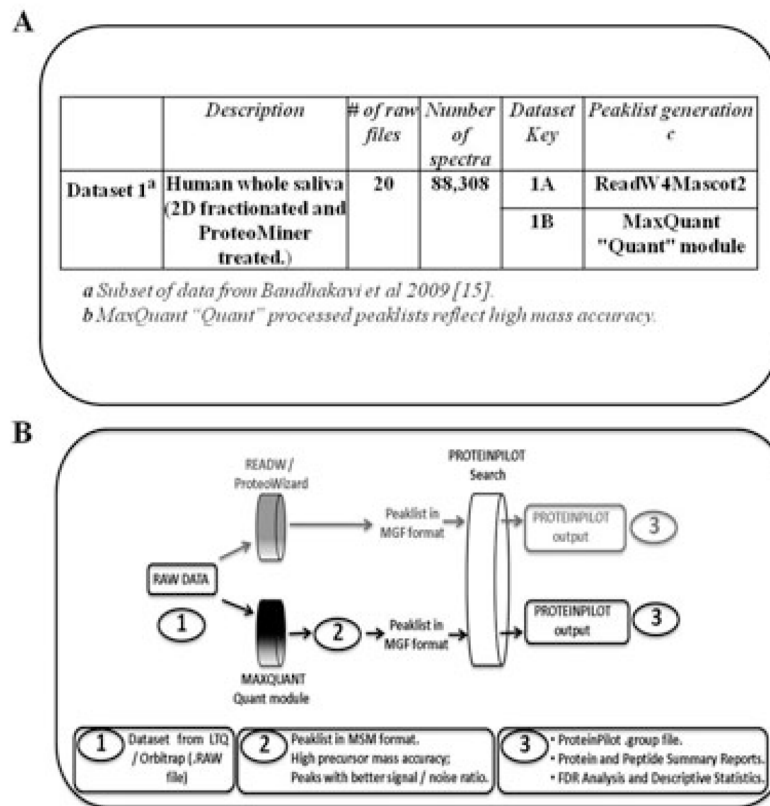 A
Description
# of raw files
Number of spectra
Dataset Key
Peaklist generation c
Dataset 1a
Human whole saliva (2D fractionated and ProteoMiner treated.)
20
88,308
1A
ReadW4Mascot2
1B
MaxQuant "Quant" module
a Subset of data from Bandhakavi et al 2009 [15].
b MaxQuant “Quant” processed peaklists reflect high mass accuracy.
B
READW / ProteoWizard
PROTEINPILOT Search
Peaklist in MGF format
PROTEINPILOT output
3
RAW DATA
1
MAXQUANT Quant module
2
Peaklist in MGF format
PROTEINPILOT output
3
1
Dataset from LTQ / Orbitrap (.RAW file)
2
Peaklist in MSM format.
High precursor mass accuracy;
Peaks with better signal / noise ratio.
3
• ProteinPilot .group file.
• Protein and Peptide Summary Reports.
• FDR Analysis and Descriptive Statistics.